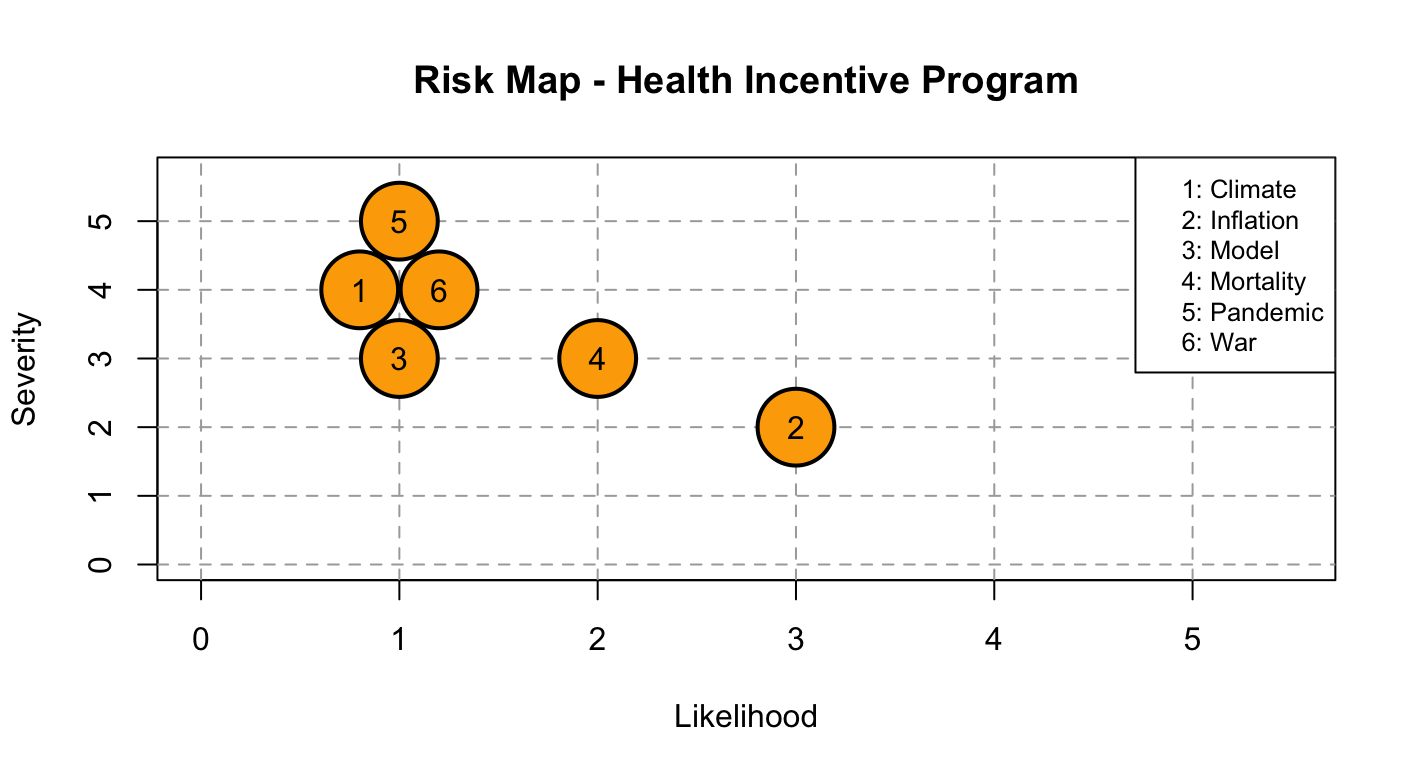 Risk Map - Health Incentive Program
Severity
5
4
3
2
1
0
5
1
6
3
4
2
1: Climate
2: Inflation
3: Model
4: Mortality
5: Pandemic
6: War
0
1
2
3
4
5
Likelihood